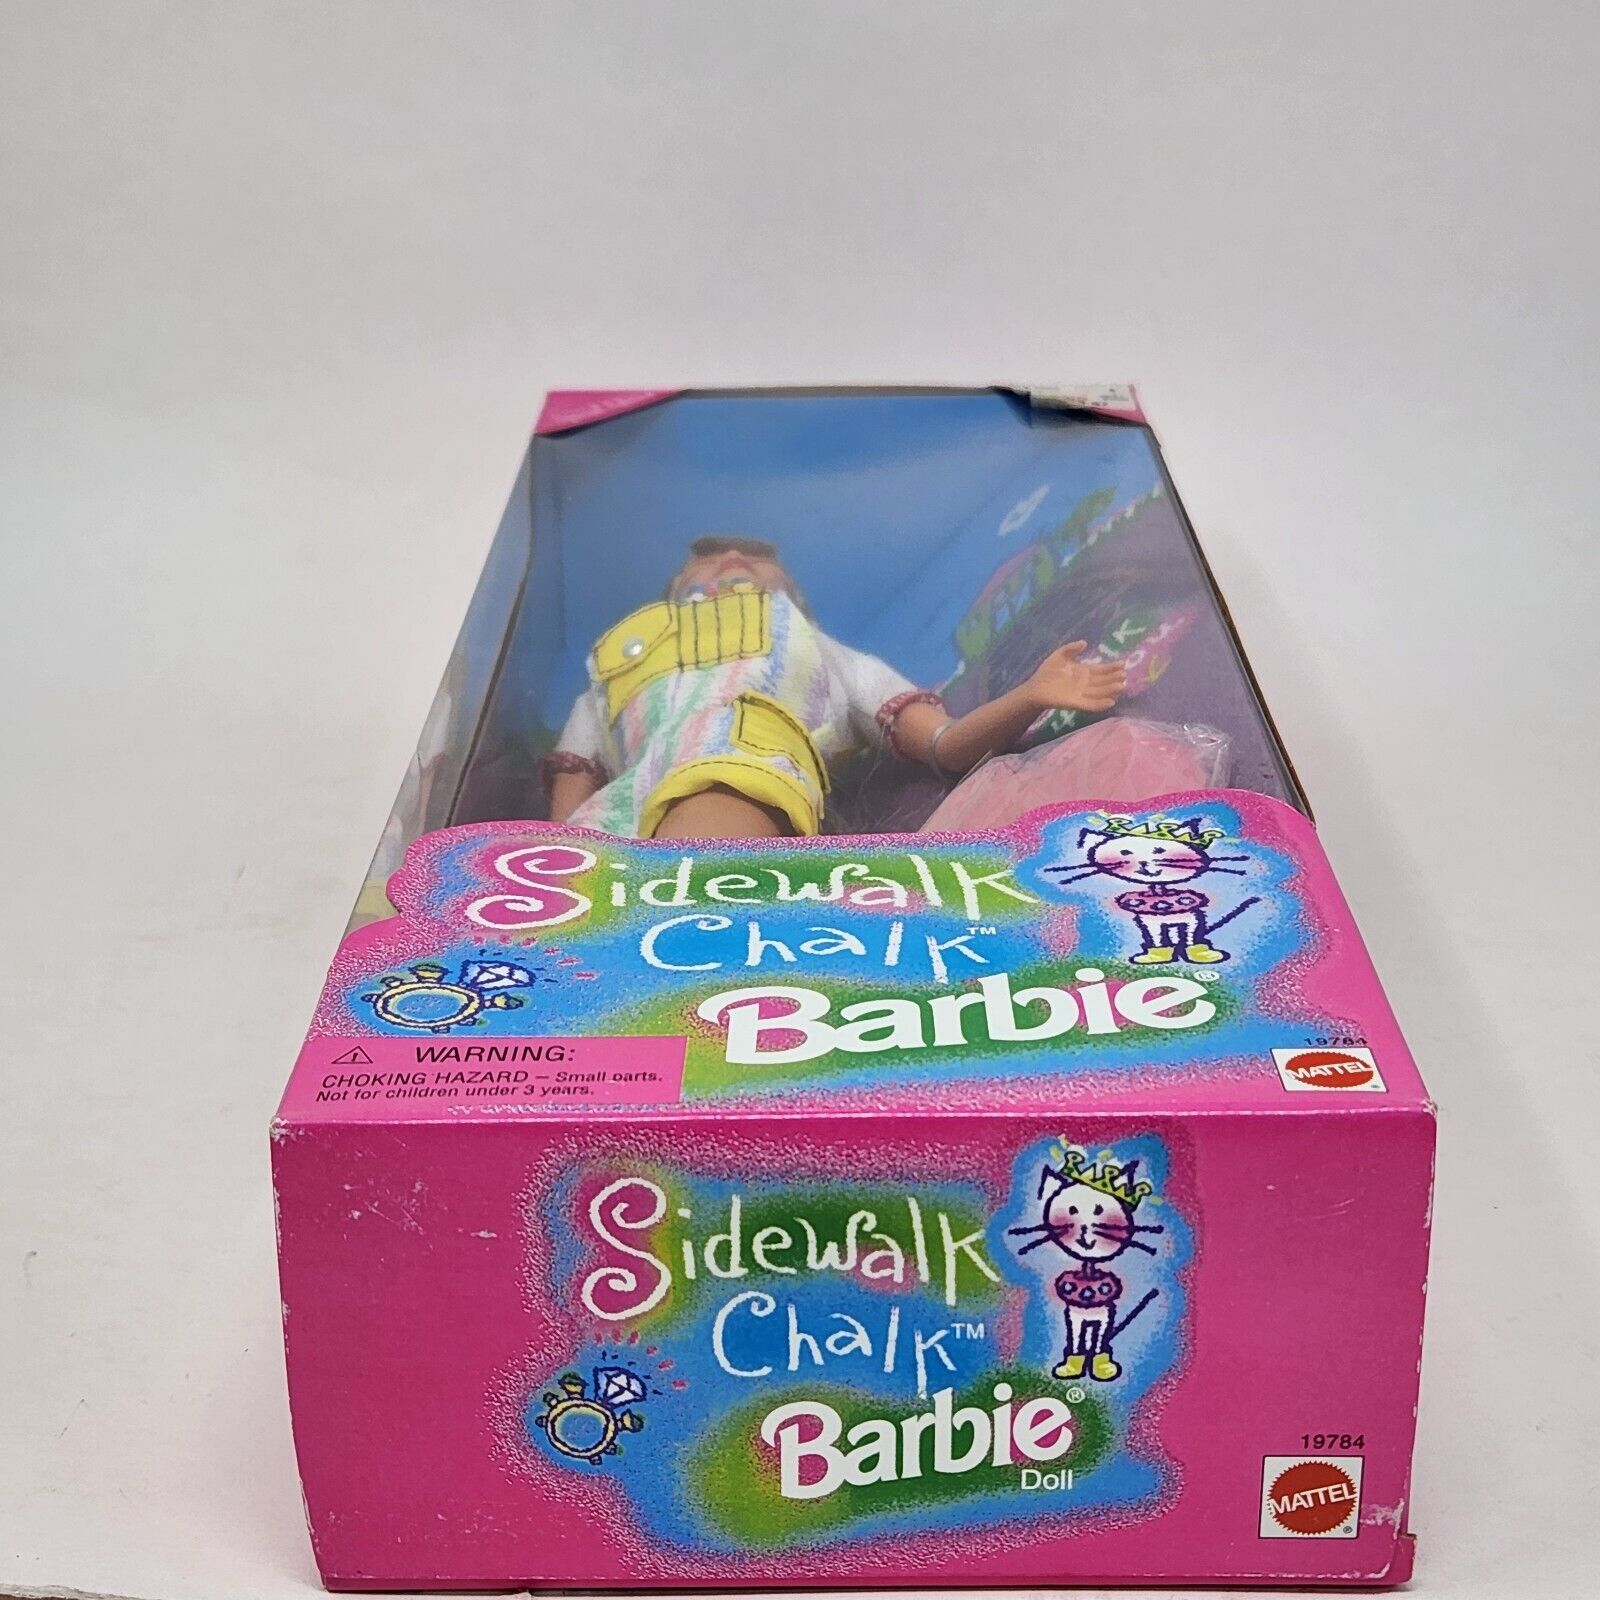 Sidewalk
Chalk™
Barbie®
⚠ WARNING:
CHOKING HAZARD – Small parts.
Not for children under 3 years.
19784
MATTEL®
Sidewalk
Chalk™
Barbie®
Doll
19784
MATTEL®